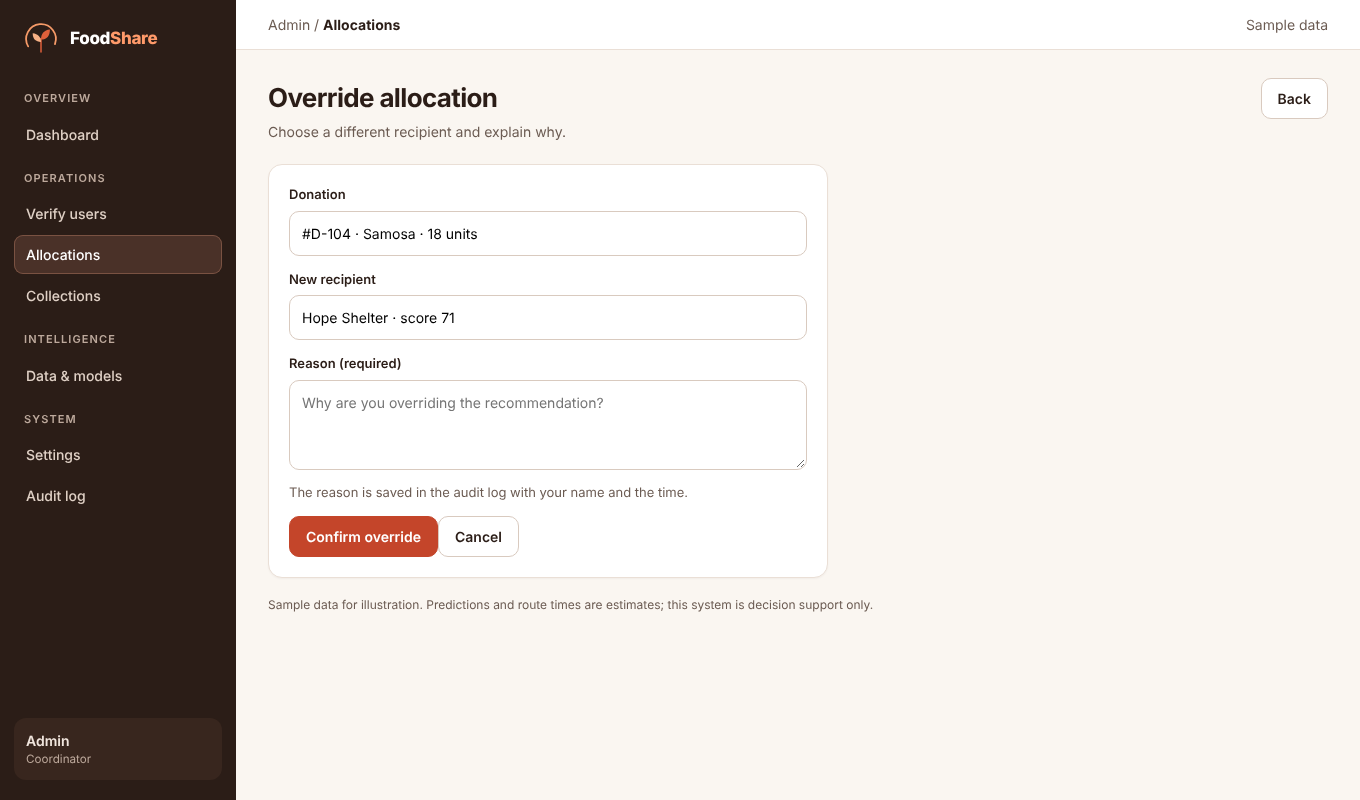 FoodShare
OVERVIEW
Dashboard
OPERATIONS
Verify users
Allocations
Collections
INTELLIGENCE
Data & models
SYSTEM
Settings
Audit log
Admin
Coordinator
Admin / Allocations
Sample data
Override allocation
Back
Choose a different recipient and explain why.
Donation
#D-104 · Samosa · 18 units
New recipient
Hope Shelter · score 71
Reason (required)
Why are you overriding the recommendation?
The reason is saved in the audit log with your name and the time.
Confirm override
Cancel
Sample data for illustration. Predictions and route times are estimates; this system is decision support only.